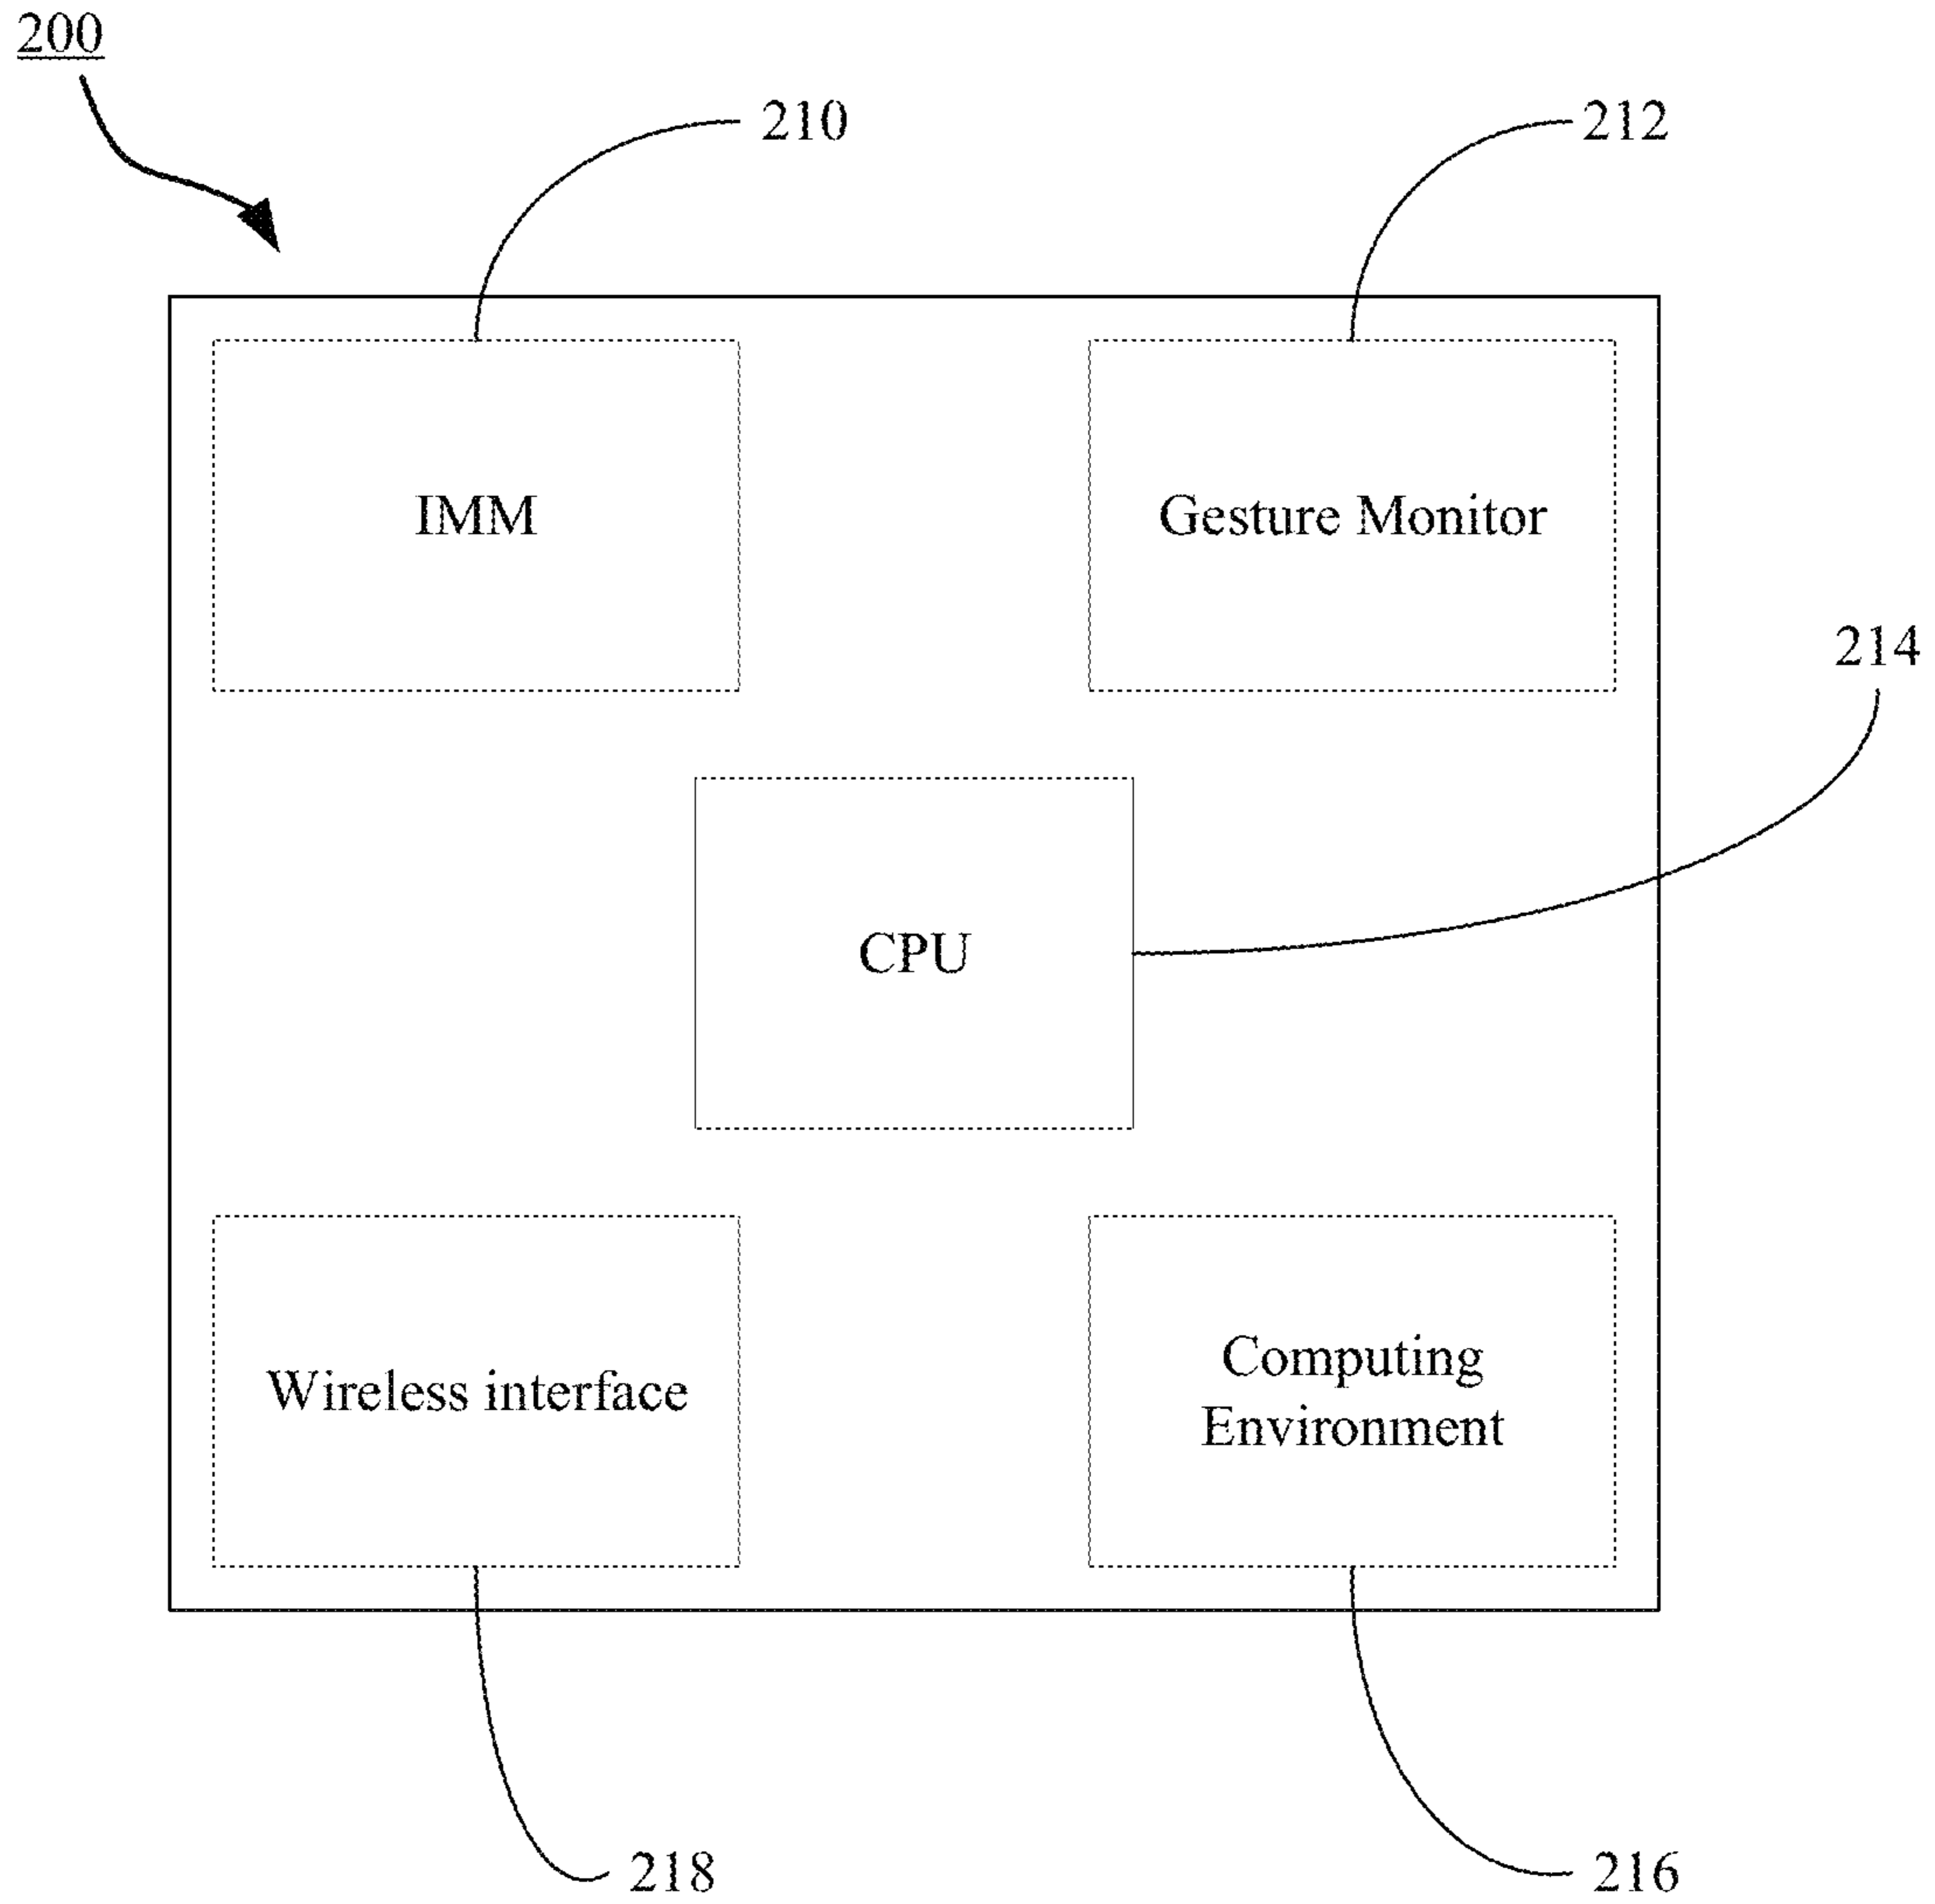 200
210
212
IMM
Gesture Monitor
214
CPU
Wireless interface
Computing
Environment
218
216